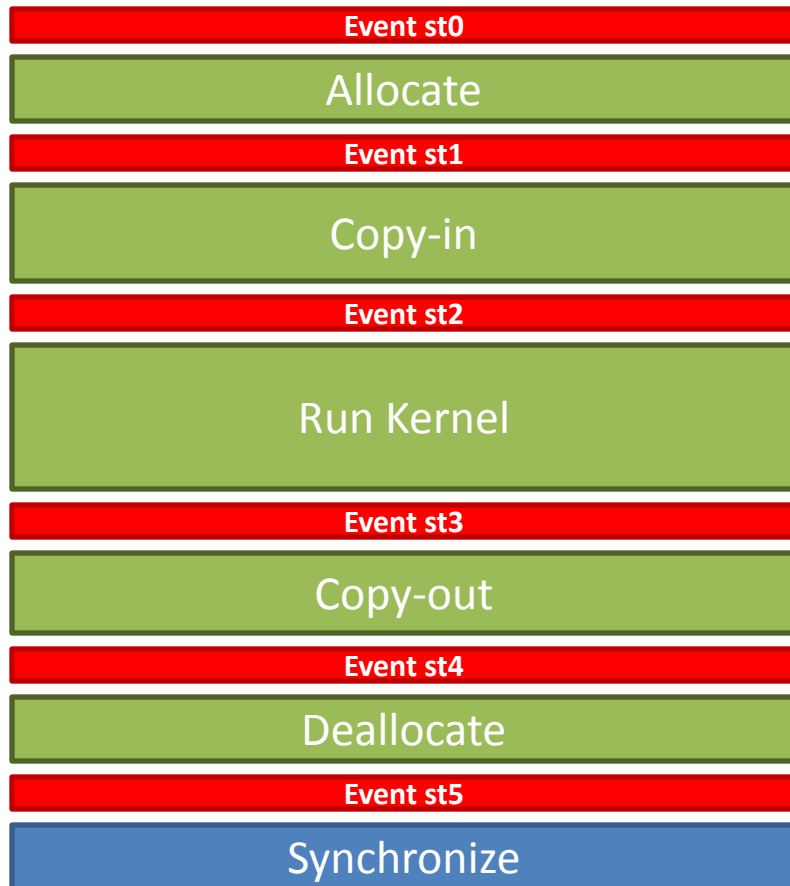 Event st0
Allocate
Event st1
Copy-in
Event st2
Run Kernel
Event st3
Copy-out
Event st4
Deallocate
Event st5
Synchronize